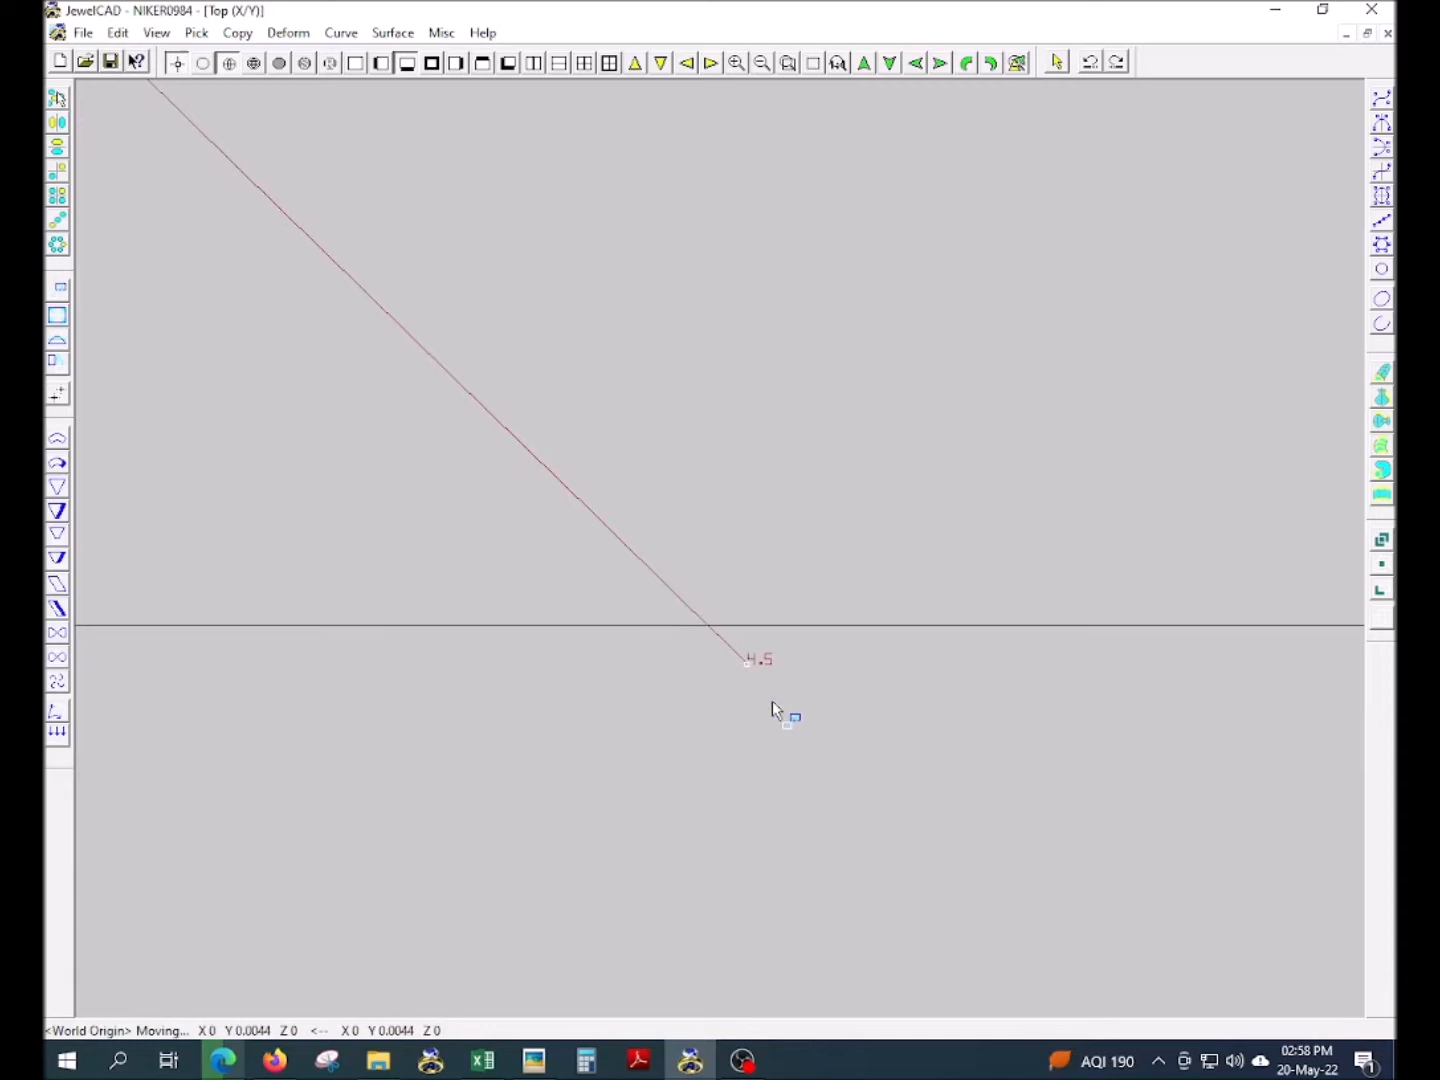 JewelCAD - NIKER0984 - [Top (X/Y)]
File Edit View Pick Copy Deform Curve Surface Misc Help
4.5
<World Origin> Moving... X 0 Y 0.0044 Z 0 <-- X 0 Y 0.0044 Z 0
AQI 190
02:58 PM
20-May-22
1